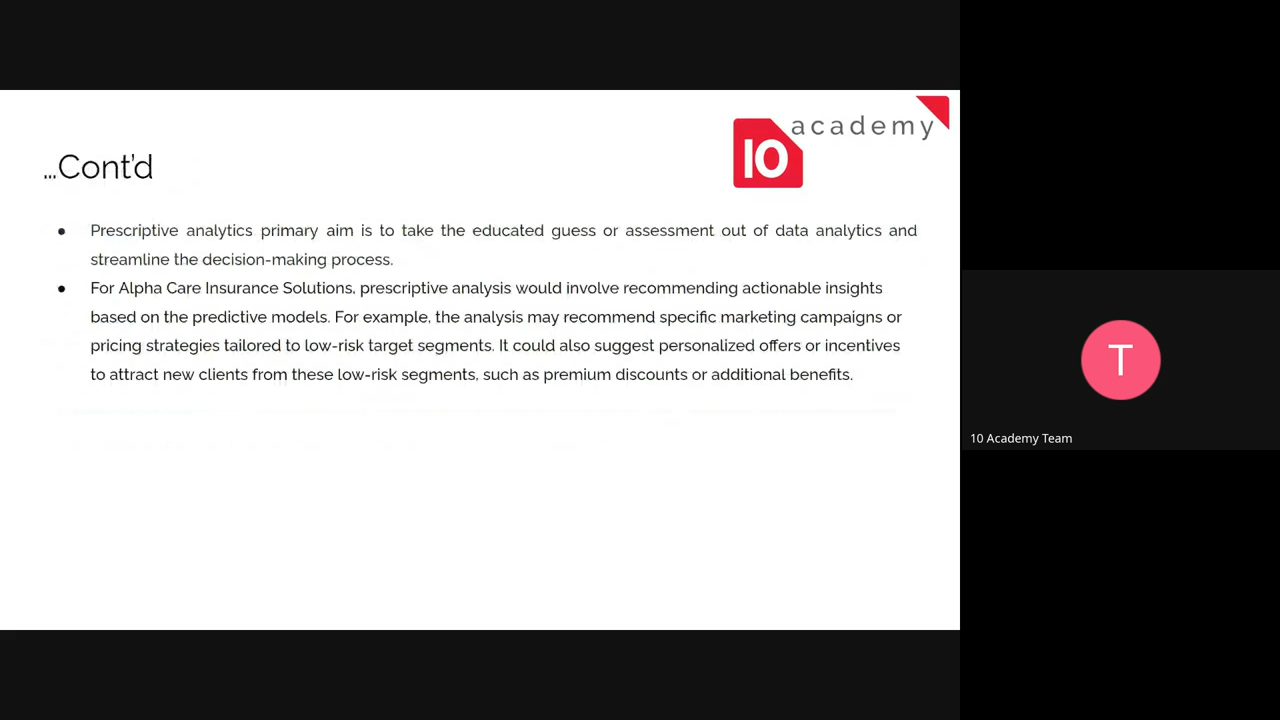 academy
10
...Cont'd
● Prescriptive analytics primary aim is to take the educated guess or assessment out of data analytics and
streamline the decision-making process.
● For Alpha Care Insurance Solutions, prescriptive analysis would involve recommending actionable insights
based on the predictive models. For example, the analysis may recommend specific marketing campaigns or
pricing strategies tailored to low-risk target segments. It could also suggest personalized offers or incentives
to attract new clients from these low-risk segments, such as premium discounts or additional benefits.
T
10 Academy Team